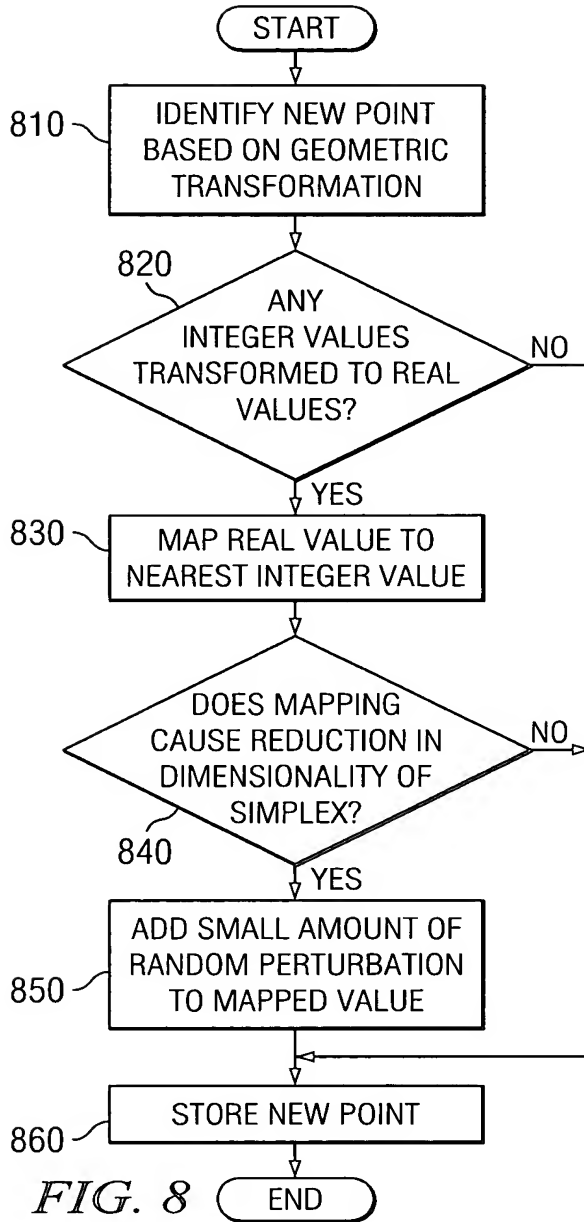 START
810
IDENTIFY NEW POINT
BASED ON GEOMETRIC
TRANSFORMATION
820
ANY
INTEGER VALUES
TRANSFORMED TO REAL
VALUES?
NO
YES
830
MAP REAL VALUE TO
NEAREST INTEGER VALUE
DOES MAPPING
CAUSE REDUCTION IN
DIMENSIONALITY OF
SIMPLEX?
NO
840
YES
ADD SMALL AMOUNT OF
RANDOM PERTURBATION
TO MAPPED VALUE
850
STORE NEW POINT
860
FIG. 8
END